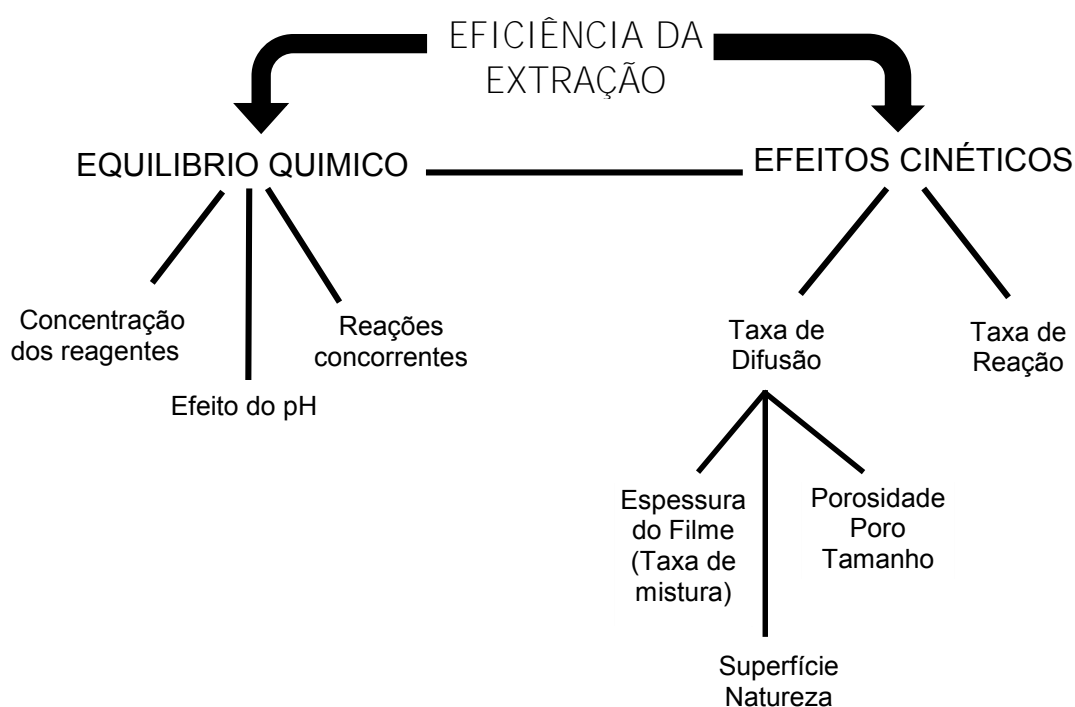 EFICIÊNCIA DA
EXTRAÇÃO
EQUILIBRIO QUIMICO
EFEITOS CINÉTICOS
Concentração
dos reagentes
Efeito do pH
Reações
concorrentes
Taxa de
Difusão
Taxa de
Reação
Espessura
do Filme
(Taxa de
mistura)
Superfície
Natureza
Porosidade
Poro
Tamanho